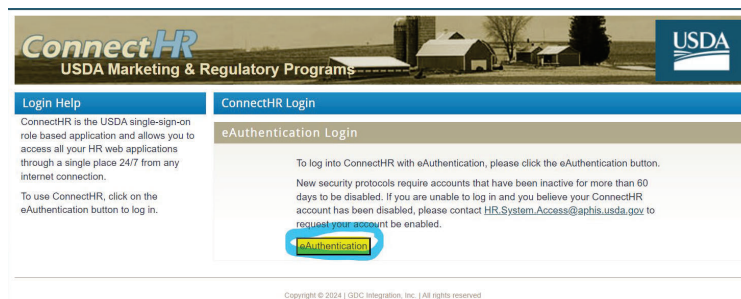 ConnectHR
USDA Marketing & Regulatory Programs
USDA
Login Help
ConnectHR is the USDA single-sign-on
role based application and allows you to
access all your HR web applications
through a single place 24/7 from any
internet connection.
To use ConnectHR, click on the
eAuthentication button to log in.
ConnectHR Login
eAuthentication Login
To log into ConnectHR with eAuthentication, please click the eAuthentication button.
New security protocols require accounts that have been inactive for more than 60
days to be disabled. If you are unable to log in and you believe your ConnectHR
account has been disabled, please contact HR.System.Access@aphis.usda.gov to
request your account be enabled.
eAuthentication
Copyright © 2024 | GDC Integration, Inc. | All rights reserved